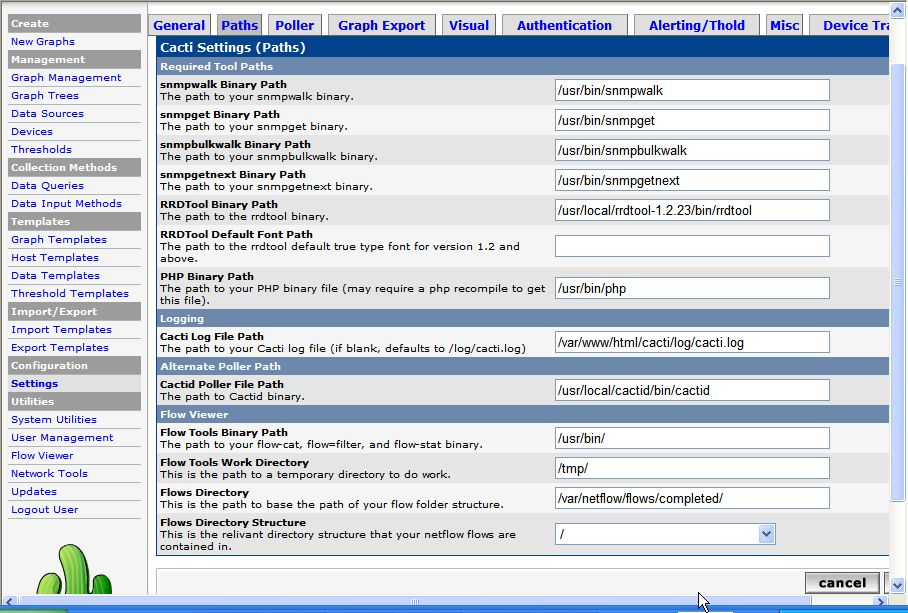 Create
New Graphs
Management
Graph Management
Graph Trees
Data Sources
Devices
Thresholds
Collection Methods
Data Queries
Data Input Methods
Templates
Graph Templates
Host Templates
Data Templates
Threshold Templates
Import/Export
Import Templates
Export Templates
Configuration
Settings
Utilities
System Utilities
User Management
Flow Viewer
Network Tools
Updates
Logout User
General Paths Poller Graph Export Visual Authentication Alerting/Thold Misc Device Tra
Cacti Settings (Paths)
Required Tool Paths
snmpwalk Binary Path
The path to your snmpwalk binary.
/usr/bin/snmpwalk
snmpget Binary Path
The path to your snmpget binary.
/usr/bin/snmpget
snmpbulkwalk Binary Path
The path to your snmpbulkwalk binary.
/usr/bin/snmpbulkwalk
snmpgetnext Binary Path
The path to your snmpgetnext binary.
/usr/bin/snmpgetnext
RRDTool Binary Path
The path to the rrdtool binary.
/usr/local/rrdtool-1.2.23/bin/rrdtool
RRDTool Default Font Path
The path to the rrdtool default true type font for version 1.2 and
above.
PHP Binary Path
The path to your PHP binary file (may require a php recompile to get
this file).
/usr/bin/php
Logging
Cacti Log File Path
The path to your Cacti log file (if blank, defaults to /log/cacti.log)
/var/www/html/cacti/log/cacti.log
Alternate Poller Path
Cactid Poller File Path
The path to Cactid binary.
/usr/local/cactid/bin/cactid
Flow Viewer
Flow Tools Binary Path
The path to your flow-cat, flow=filter, and flow-stat binary.
/usr/bin/
Flow Tools Work Directory
This is the path to a temporary directory to do work.
/tmp/
Flows Directory
This is the path to base the path of your flow folder structure.
/var/netflow/flows/completed/
Flows Directory Structure
This is the relivant directory structure that your netflow flows are
contained in.
/
cancel